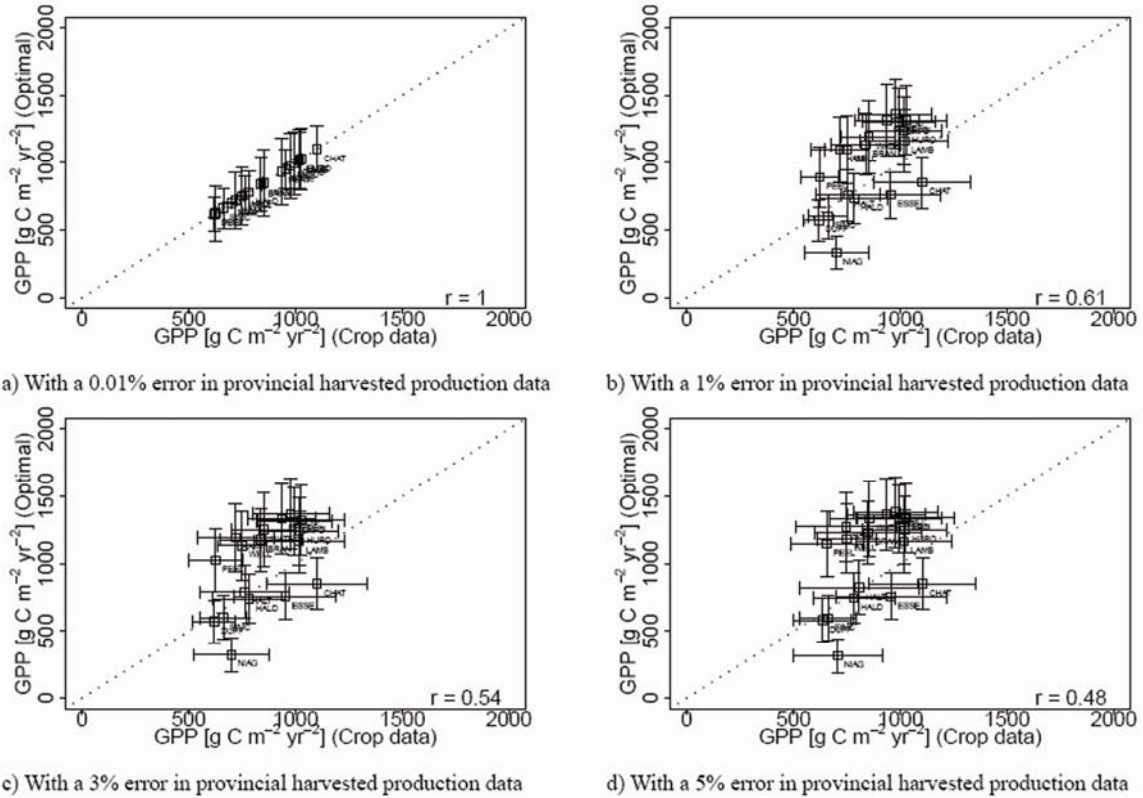 GPP [g C m−2 yr−2] (Optimal)
2000
1500
1000
500
0
CHAT
r = 1
0 500 1000 1500 2000
GPP [g C m−2 yr−2] (Crop data)
a) With a 0.01% error in provincial harvested production data
GPP [g C m−2 yr−2] (Optimal)
2000
1500
1000
500
0
HURO
LAMB
BRAN
PEEL
CHAT
ESSE
HALD
DUFF
NIAG
r = 0.61
0 500 1000 1500 2000
GPP [g C m−2 yr−2] (Crop data)
b) With a 1% error in provincial harvested production data
GPP [g C m−2 yr−2] (Optimal)
2000
1500
1000
500
0
HURO
LAMB
PEEL
CHAT
ESSE
HALD
DUFF
NIAG
r = 0.54
0 500 1000 1500 2000
GPP [g C m−2 yr−2] (Crop data)
c) With a 3% error in provincial harvested production data
GPP [g C m−2 yr−2] (Optimal)
2000
1500
1000
500
0
HURO
LAMB
PEEL
CHAT
ESSE
HALD
DUFF
NIAG
r = 0.48
0 500 1000 1500 2000
GPP [g C m−2 yr−2] (Crop data)
d) With a 5% error in provincial harvested production data